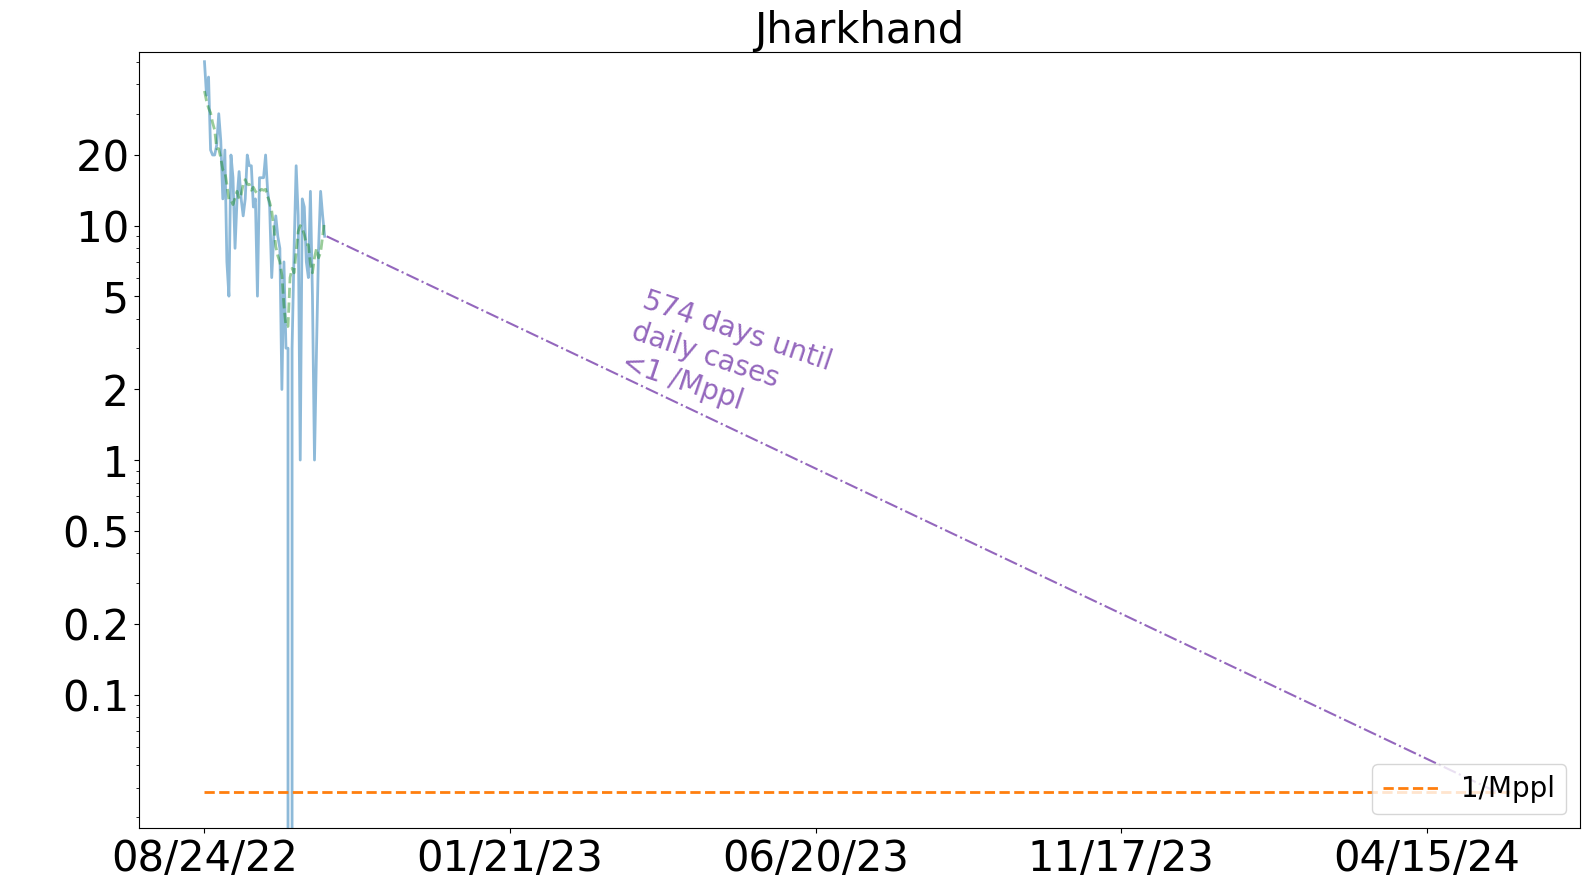 Jharkhand
20
10
5
2
1
0.5
0.2
0.1
574 days until
daily cases
<1 /Mppl
1/Mppl
08/24/22 01/21/23 06/20/23 11/17/23 04/15/24